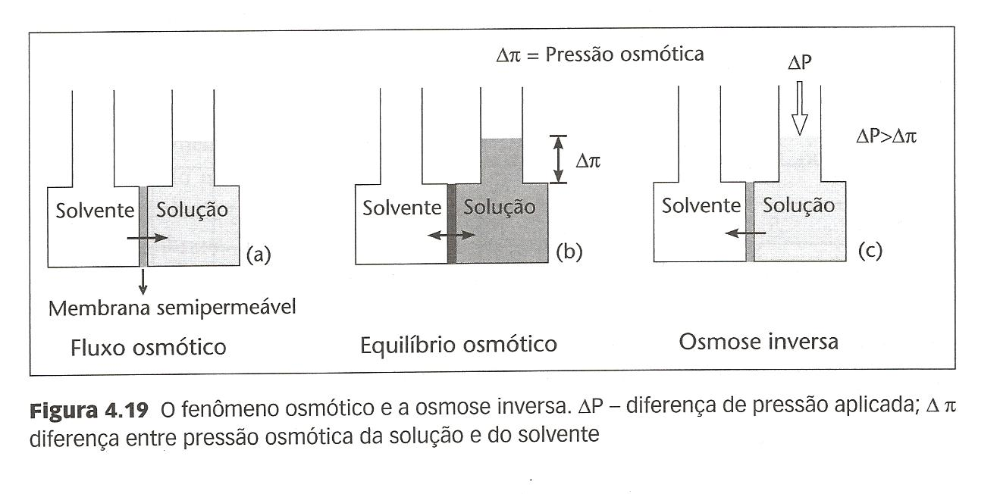 Δπ = Pressão osmótica
ΔP
ΔP>Δπ
Δπ
Solvente
Solução
(a)
Solvente
Solução
(b)
Solvente
Solução
(c)
Membrana semipermeável
Fluxo osmótico
Equilíbrio osmótico
Osmose inversa
Figura 4.19 O fenômeno osmótico e a osmose inversa. ΔP – diferença de pressão aplicada; Δ π
diferença entre pressão osmótica da solução e do solvente